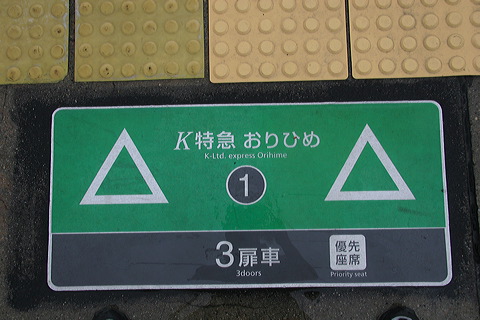 K特急 おりひめ
K-Ltd. express Orihime
1
3扉車
3doors
優先
座席
Priority seat